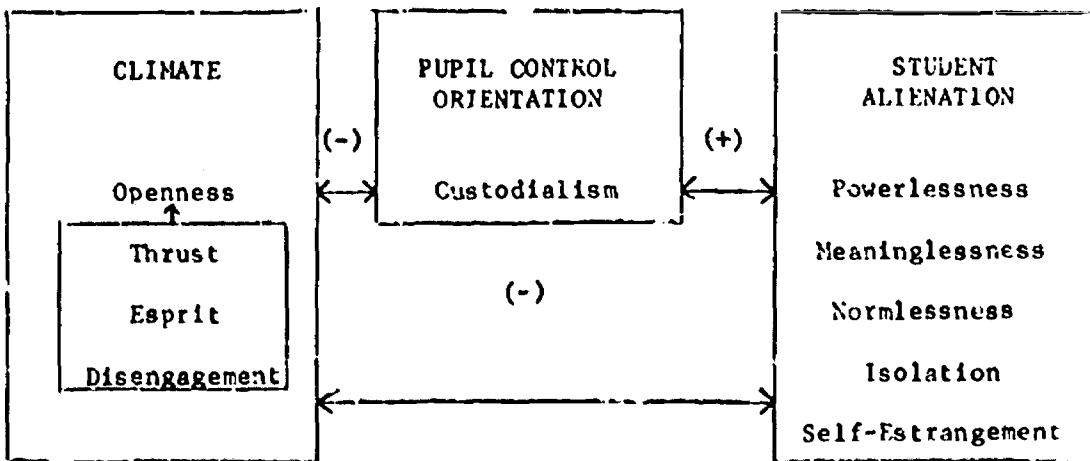 CLIMATE
Openness
Thrust
Esprit
Disengagement
(-)
PUPIL CONTROL
ORIENTATION
Custodialism
(-)
(+)
STUDENT
ALIENATION
Powerlessness
Meaninglessness
Normlessness
Isolation
Self-Estrangement